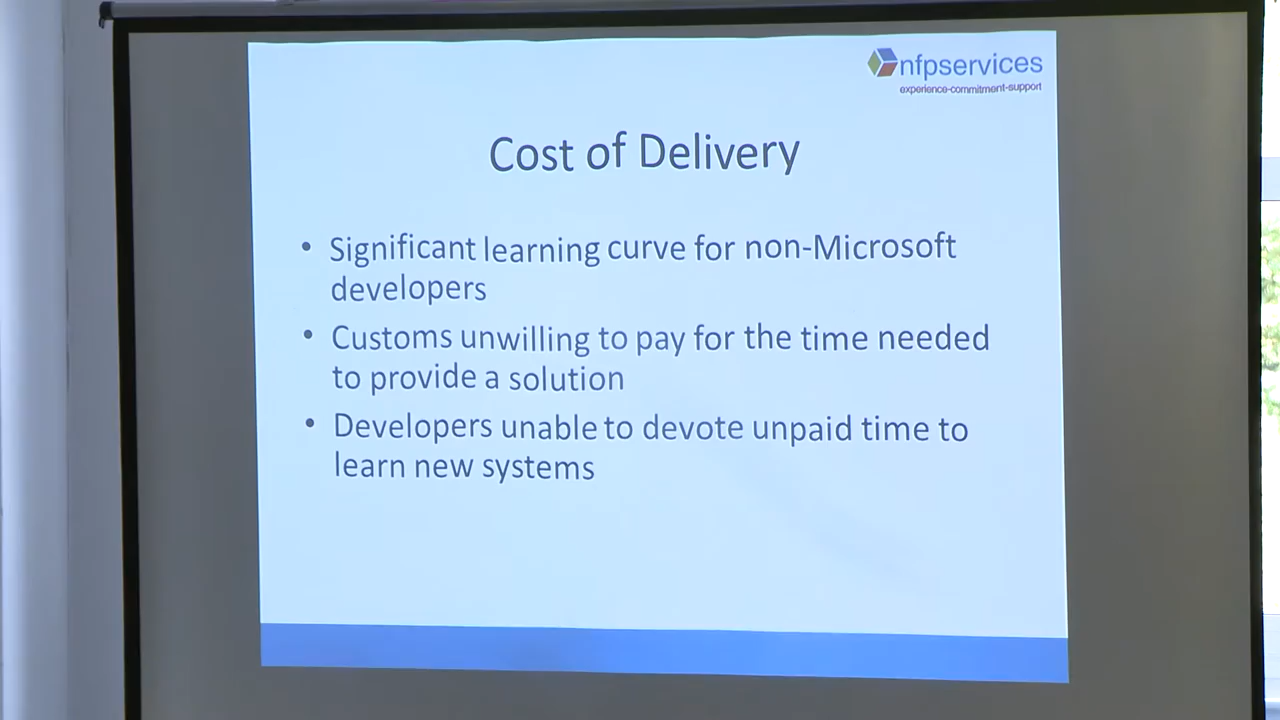 nfpservices
experience-commitment-support
Cost of Delivery
• Significant learning curve for non-Microsoft
developers
• Customs unwilling to pay for the time needed
to provide a solution
• Developers unable to devote unpaid time to
learn new systems